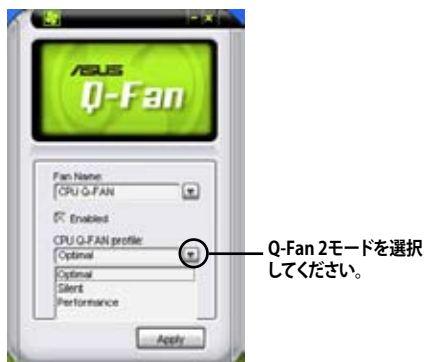 ASUS
Q-Fan
Fan Name:
CPU Q-FAN
Enabled
CPU Q-FAN profile:
Optimal
Optimal
Silent
Performance
Apply
Q-Fan 2モードを選択
してください。